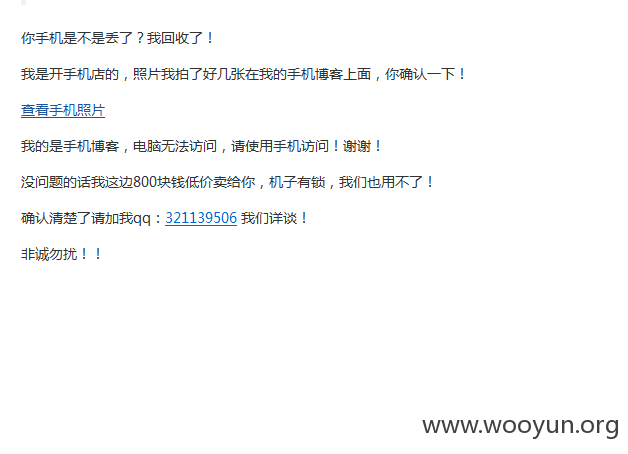 你手机是不是丢了？我回收了！
我是开手机店的，照片我拍了好几张在我的手机博客上面，你确认一下！
查看手机照片
我的是手机博客，电脑无法访问，请使用手机访问！谢谢！
没问题的话我这边800块钱低价卖给你，机子有锁，我们也用不了！
确认清楚了请加我qq：321139506 我们详谈！
非诚勿扰！！
www.wooyun.org